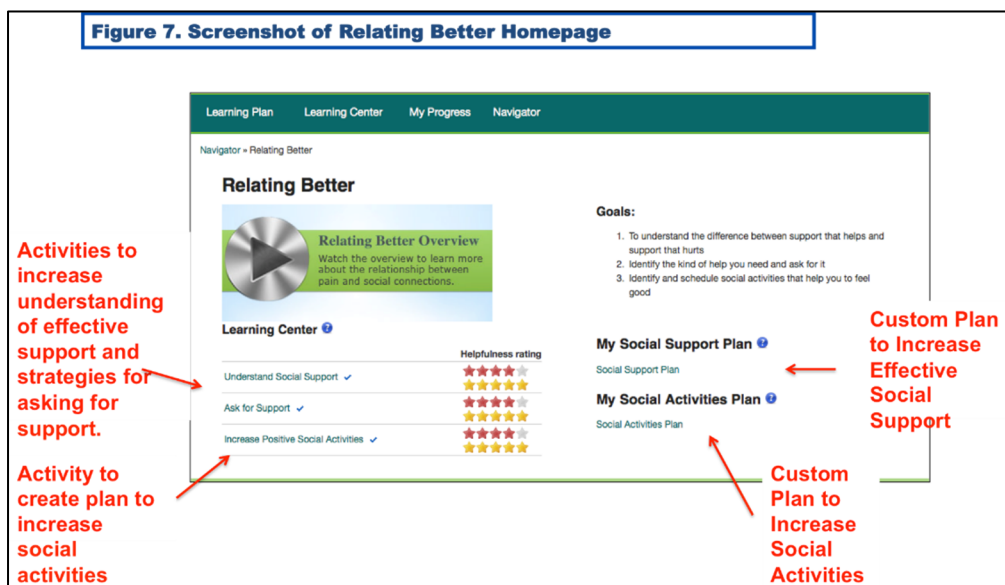 Figure 7. Screenshot of Relating Better Homepage
Learning Plan Learning Center My Progress Navigator
Navigator » Relating Better
Relating Better
Relating Better Overview
Watch the overview to learn more
about the relationship between
pain and social connections.
Goals:
1. To understand the difference between support that helps and
support that hurts
2. Identify the kind of help you need and ask for it
3. Identify and schedule social activities that help you to feel
good
Activities to
increase
understanding
of effective
support and
strategies for
asking for
support.
Learning Center ?
Helpfulness rating
Understand Social Support ✓
Ask for Support ✓
Increase Positive Social Activities ✓
My Social Support Plan ?
Social Support Plan
My Social Activities Plan ?
Social Activities Plan
Custom Plan
to Increase
Effective
Social
Support
Activity to
create plan to
increase
social
activities
Custom
Plan to
Increase
Social
Activities